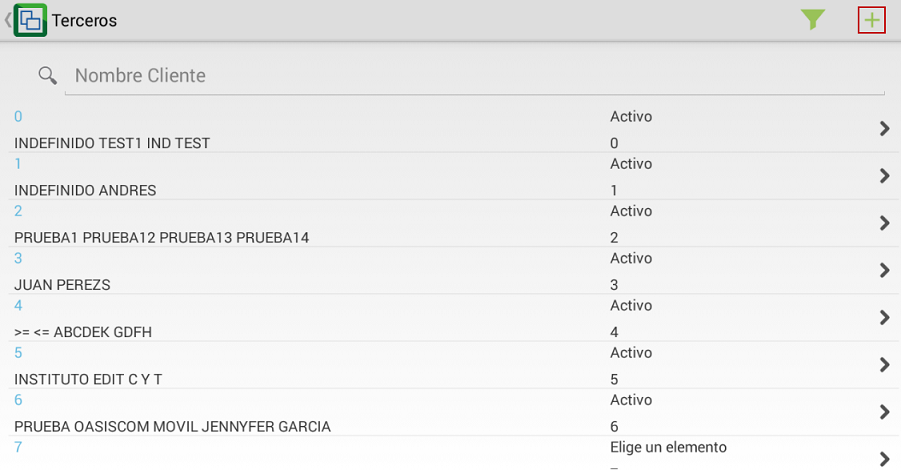 Terceros
Nombre Cliente
0 Activo
INDEFINIDO TEST1 IND TEST 0
1 Activo
INDEFINIDO ANDRES 1
2 Activo
PRUEBA1 PRUEBA12 PRUEBA13 PRUEBA14 2
3 Activo
JUAN PEREZS 3
4 Activo
>= <= ABCDEK GDFH 4
5 Activo
INSTITUTO EDIT C Y T 5
6 Activo
PRUEBA OASISCOM MOVIL JENNYFER GARCIA 6
7 Elige un elemento